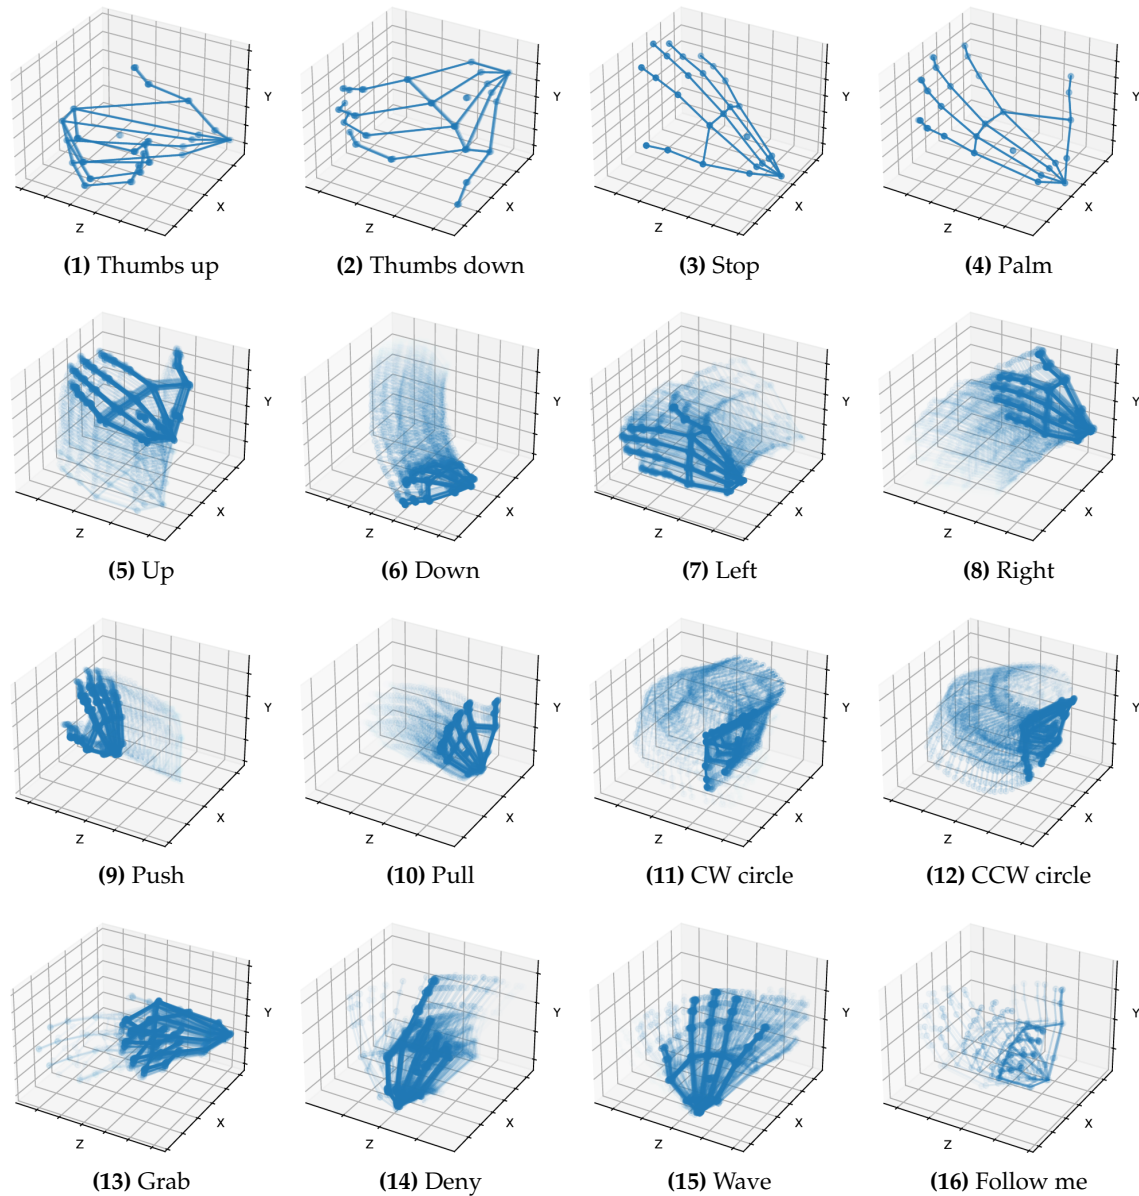 Y Y Y Y
X X X X
Z Z Z Z
(1) Thumbs up (2) Thumbs down (3) Stop (4) Palm
Y Y Y Y
X X X X
Z Z Z Z
(5) Up (6) Down (7) Left (8) Right
Y Y Y Y
X X X X
Z Z Z Z
(9) Push (10) Pull (11) CW circle (12) CCW circle
Y Y Y Y
X X X X
Z Z Z Z
(13) Grab (14) Deny (15) Wave (16) Follow me